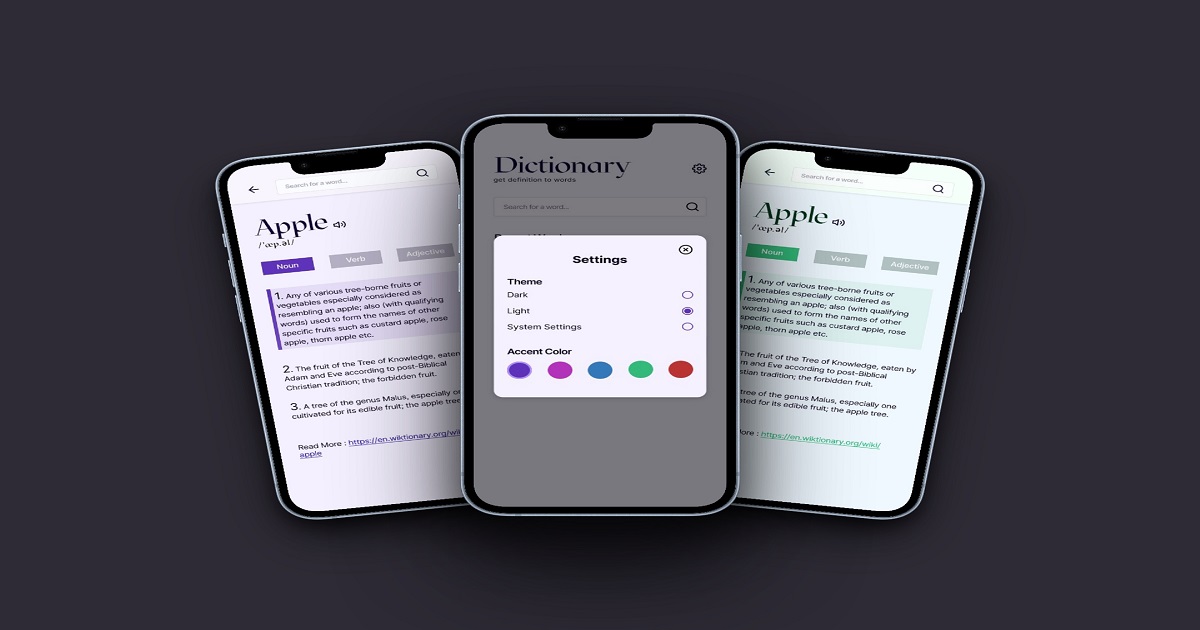 Search for a word...
Apple
/ˈæp.əl/
Noun
Verb
Adjective
1. Any of various tree-borne fruits or
vegetables especially considered as
resembling an apple; also (with qualifying
words) used to form the names of other
specific fruits such as custard apple, rose
apple, thorn apple etc.
2. The fruit of the Tree of Knowledge, eaten
Adam and Eve according to post-Biblical
Christian tradition; the forbidden fruit.
3. A tree of the genus Malus, especially one
cultivated for its edible fruit; the apple tree
Read More : https://en.wiktionary.org/wiki
apple
Dictionary
get definition to words
Search for a word...
Settings
Theme
Dark
Light
System Settings
Accent Color
Search for a word...
Apple
/ˈæp.əl/
Noun
Verb
Adjective
1. Any of various tree-borne fruits or
vegetables especially considered as
resembling an apple; also (with qualifying
words) used to form the names of other
specific fruits such as custard apple, rose
apple, thorn apple etc.
The fruit of the Tree of Knowledge, eaten by
Adam and Eve according to post-Biblical
tradition; the forbidden fruit.
tree of the genus Malus, especially one
for its edible fruit; the apple tree.
: https://en.wiktionary.org/wiki/